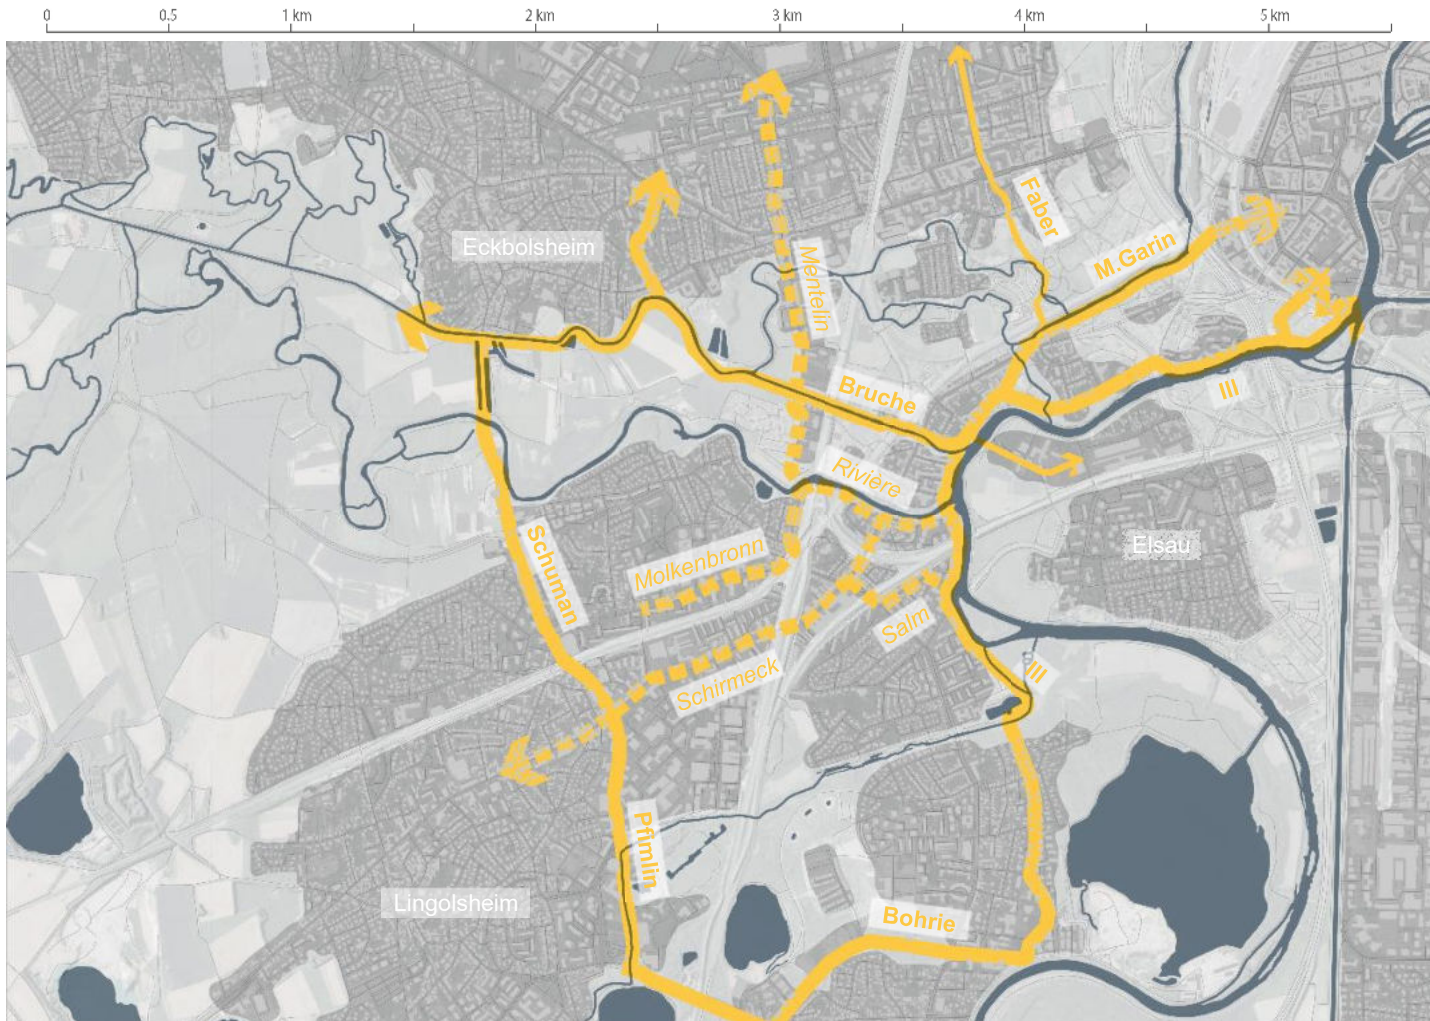 0 0.5 1 km 2 km 3 km 4 km 5 km
Faber
M.Garin
Eckbolsheim
Mentelin
Bruche
Ill
Rivière
Schuman
Molkenbronn
Elsau
Salm
Schirmeck
Ill
Pfimlin
Lingolsheim
Bohrie